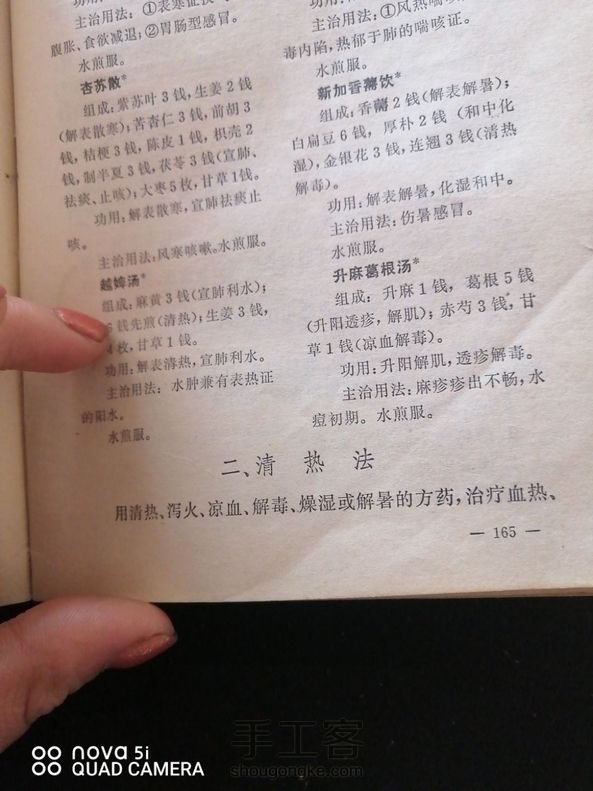 功用:
主治用法:①表寒证
腹胀、食欲减退;②胃肠型感冒。
水煎服。
杏苏散*
组成:紫苏叶3钱,生姜2钱
(解表散寒);苦杏仁3钱,前胡3
钱,桔梗3钱,陈皮1钱,枳壳2
钱,制半夏3钱,茯苓3钱(宣肺、
祛痰、止咳);大枣5枚,甘草1钱。
功用:解表散寒,宣肺祛痰止
咳。
主治用法:风寒咳嗽。水煎服。
越婢汤*
组成:麻黄3钱(宣肺利水);
钱先煎(清热);生姜3钱,
枚,甘草1钱。
功用:解表清热,宣肺利水。
主治用法:水肿兼有表热证
的阳水。
水煎服。
主治用法:①风热喘咳
毒内陷,热郁于肺的喘咳证。
水煎服。
新加香薷饮*
组成:香薷2钱(解表解暑);
白扁豆6钱,厚朴2钱(和中化
湿),金银花3钱,连翘3钱(清热
解毒)。
功用:解表解暑,化湿和中。
主治用法:伤暑感冒。
水煎服。
升麻葛根汤*
组成:升麻1钱,葛根5钱
(升阳透疹,解肌);赤芍3钱,甘
草1钱(凉血解毒)。
功用:升阳解肌,透疹解毒。
主治用法:麻疹疹出不畅,水
痘初期。水煎服。
二、清热法
用清热、泻火、凉血、解毒、燥湿或解暑的方药,治疗血热、
— 165 —
nova 5i
QUAD CAMERA
手工客
shougongke.com